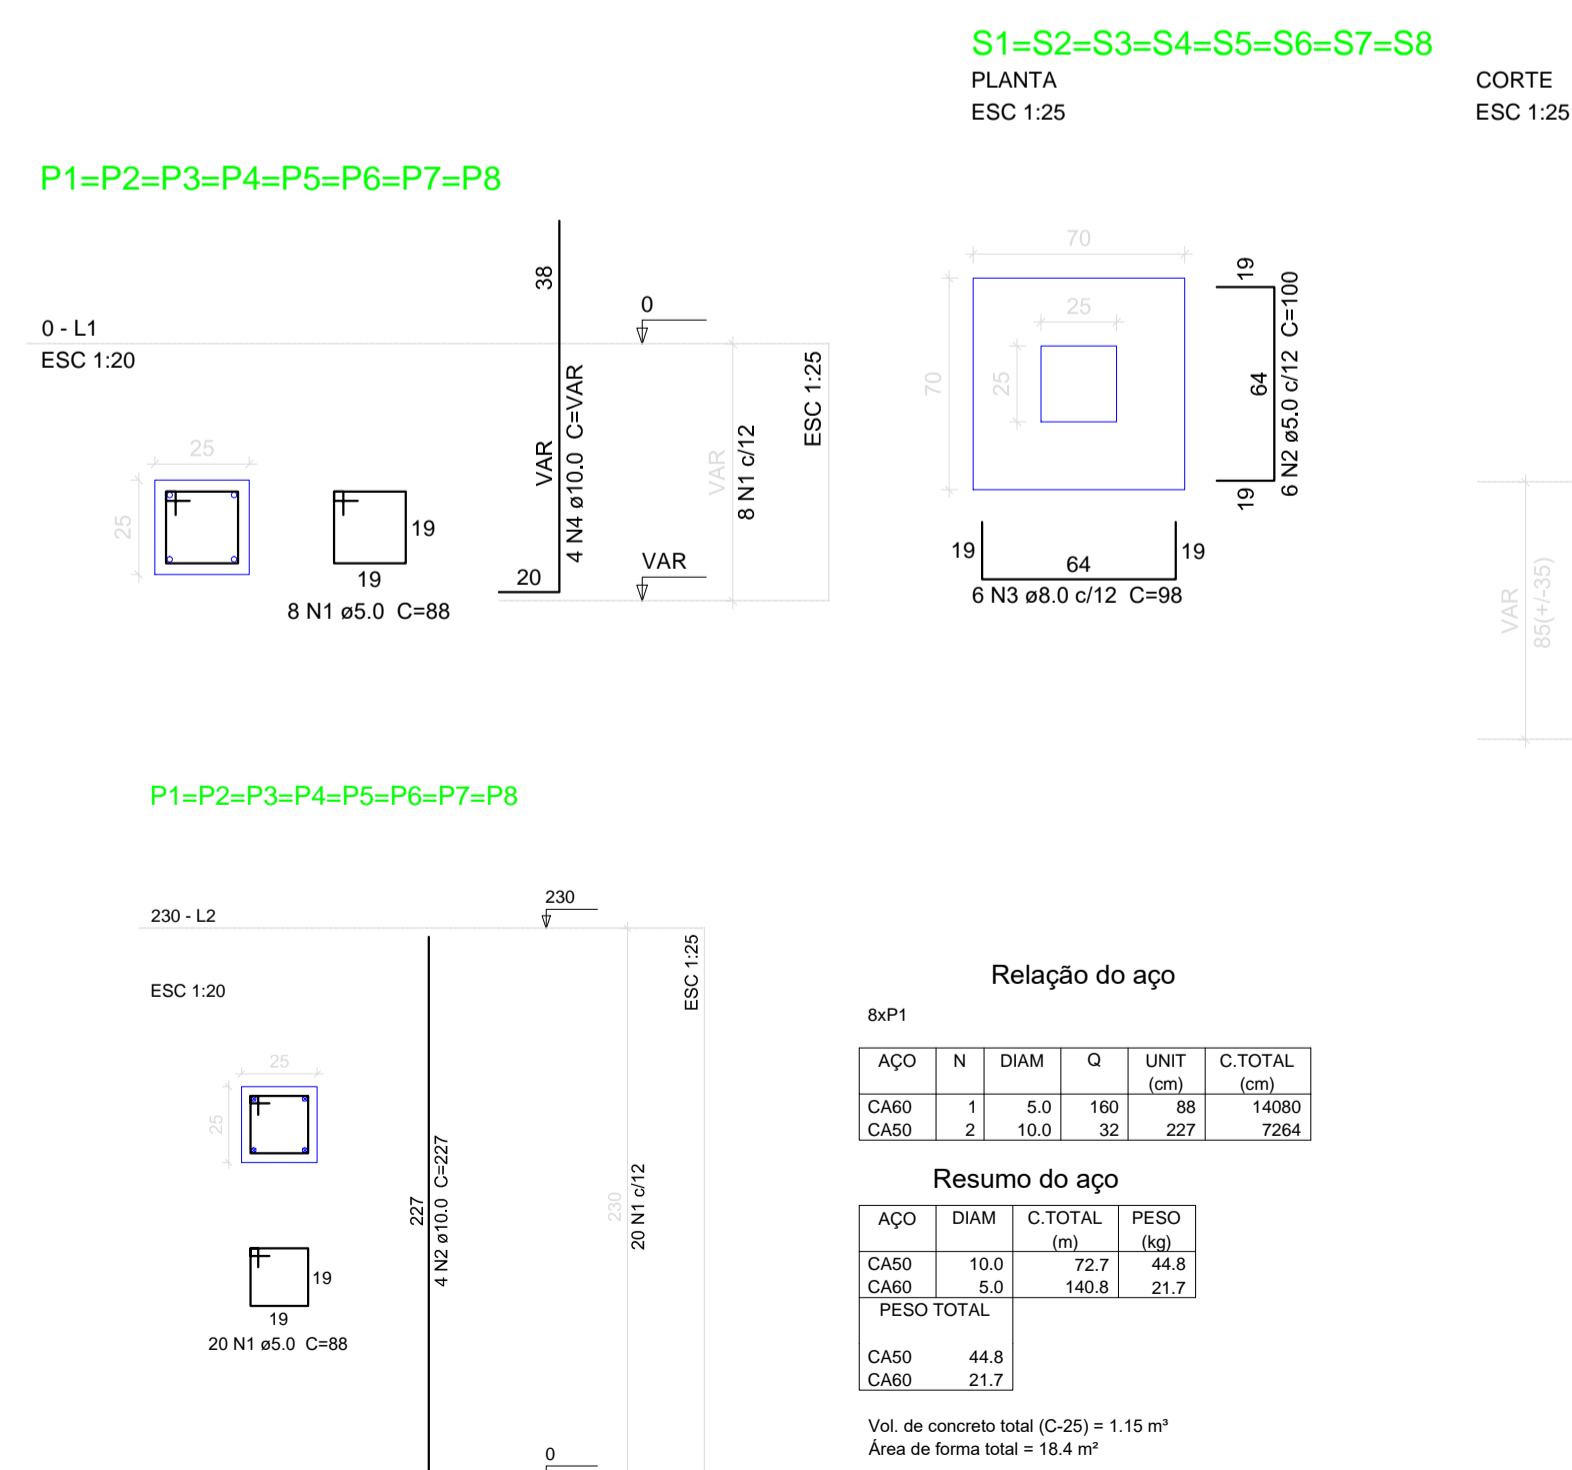 S1=S2=S3=S4=S5=S6=S7=S8
PLANTA
ESC 1:25
CORTE
ESC 1:25
P1=P2=P3=P4=P5=P6=P7=P8
0 - L1
ESC 1:20
25
25
19
19
8 N1 ø5.0 C=88
38
VAR
4 N4 ø10.0 C=VAR
20
0
VAR
VAR
8 N1 c/12
ESC 1:25
70
70
25
25
19
64
19
6 N2 ø5.0 c/12 C=100
19
64
19
6 N3 ø8.0 c/12 C=98
VAR
85(+/-35)
P1=P2=P3=P4=P5=P6=P7=P8
230 - L2
ESC 1:20
25
25
19
19
20 N1 ø5.0 C=88
227
4 N2 ø10.0 C=227
230
0
230
20 N1 c/12
ESC 1:25
Relação do aço
8xP1
AÇO N DIAM Q UNIT C.TOTAL
(cm) (cm)
CA60 1 5.0 160 88 14080
CA50 2 10.0 32 227 7264
Resumo do aço
AÇO DIAM C.TOTAL PESO
(m) (kg)
CA50 10.0 72.7 44.8
CA60 5.0 140.8 21.7
PESO TOTAL
CA50 44.8
CA60 21.7
Vol. de concreto total (C-25) = 1.15 m³
Área de forma total = 18.4 m²